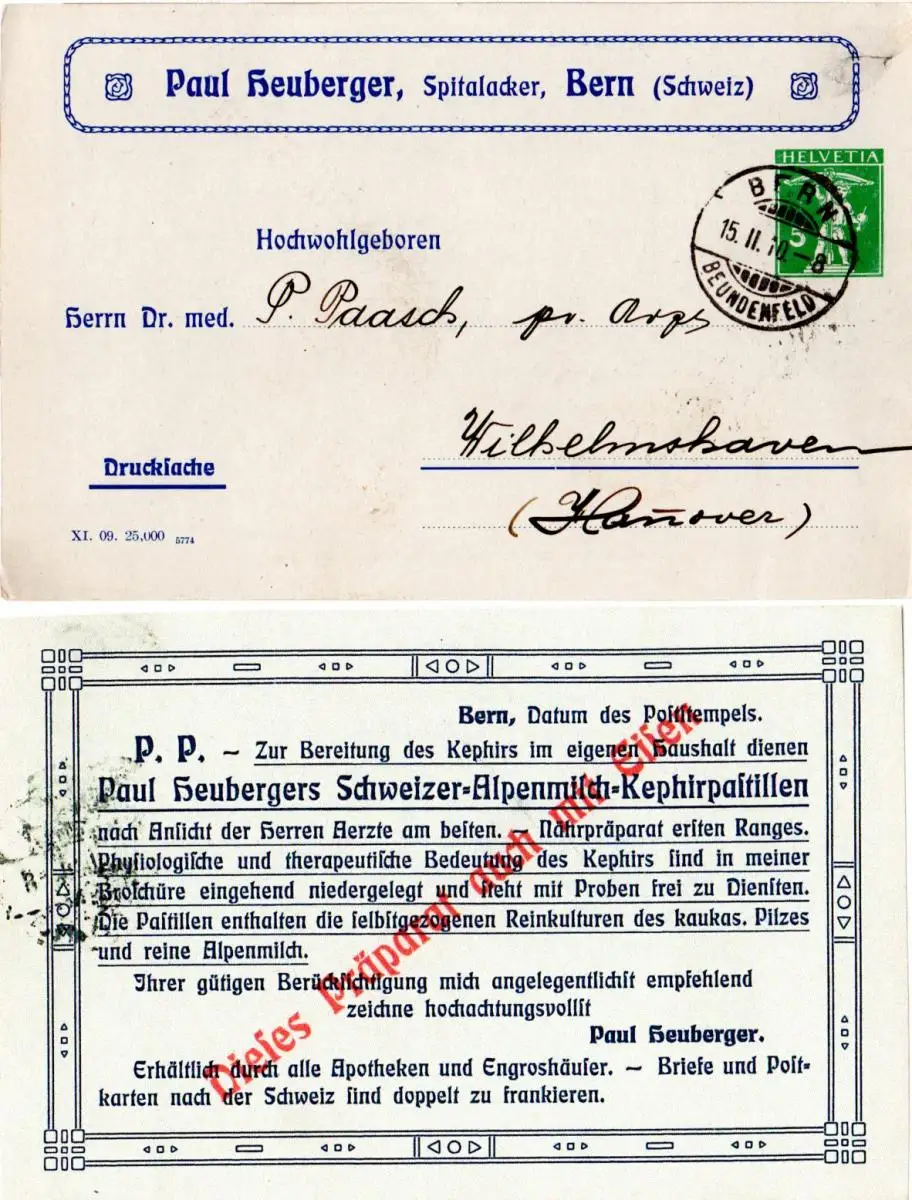 Paul Heuberger, Spitalacker, Bern (Schweiz)
HELVETIA
5
BERN
15. II. 10.-8
BEUNDENFELD
Hochwohlgeboren
Herrn Dr. med. P. Paasch, pr. Arzt
Wilhelmshaven
Drucksache
(Han̄over)
XI. 09. 25,000 5774
Bern, Datum des Poſtſtempels.
P. P. – Zur Bereitung des Kephirs im eigenen Haushalt dienen
Paul Heubergers Schweizer=Alpenmilch=Kephirpaſtillen
nach Anſicht der Herren Aerzte am beſten. – Nährpräparat erſten Ranges.
Phyſiologiſche und therapeutiſche Bedeutung des Kephirs ſind in meiner
Broſchüre eingehend niedergelegt und ſteht mit Proben frei zu Dienſten.
Die Paſtillen enthalten die ſelbſtgezogenen Reinkulturen des kaukas. Pilzes
und reine Alpenmilch.
Ihrer gütigen Berückſichtigung mich angelegentlichſt empfehlend
zeichne hochachtungsvollſt
Paul Heuberger.
Erhältlich durch alle Apotheken und Engroshäuſer. – Briefe und Poſt=
karten nach der Schweiz ſind doppelt zu frankieren.
Dieſes Präparat auch mit Eiſen